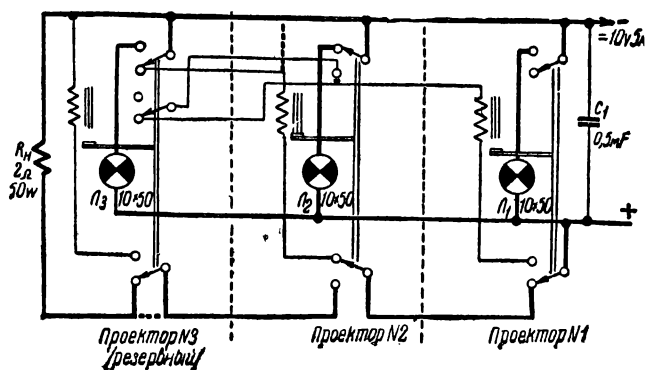 −
=10v5A
C1
0,5mF
RН
2Ω
50W
Л3 10×50
Л2 10×50
Л1 10×50
+
Проектор N3
/резервный/
Проектор N2
Проектор N1